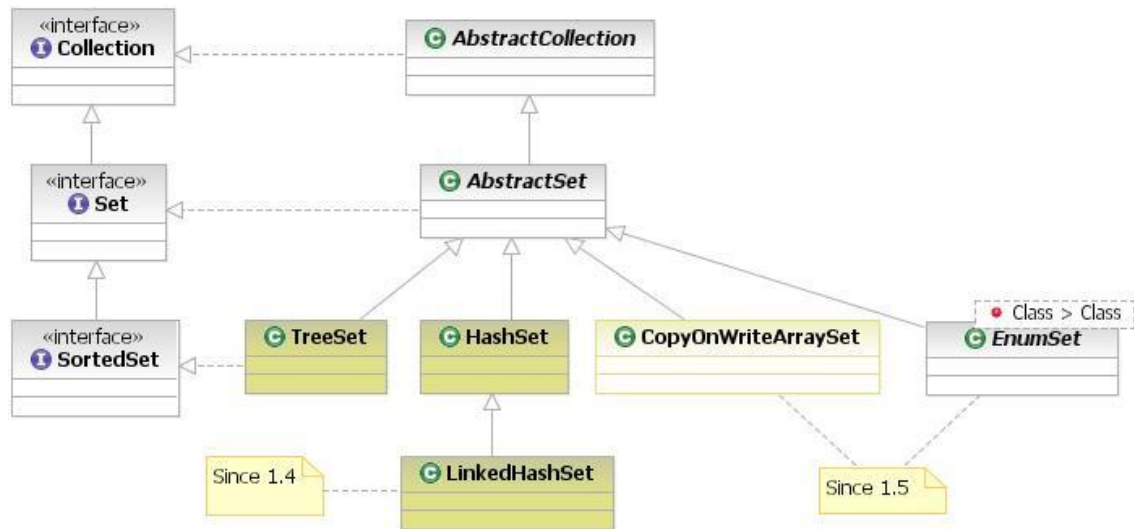 «interface»
I Collection
C AbstractCollection
«interface»
I Set
C AbstractSet
«interface»
I SortedSet
C TreeSet
C HashSet
C CopyOnWriteArraySet
Class > Class
C EnumSet
Since 1.4
C LinkedHashSet
Since 1.5